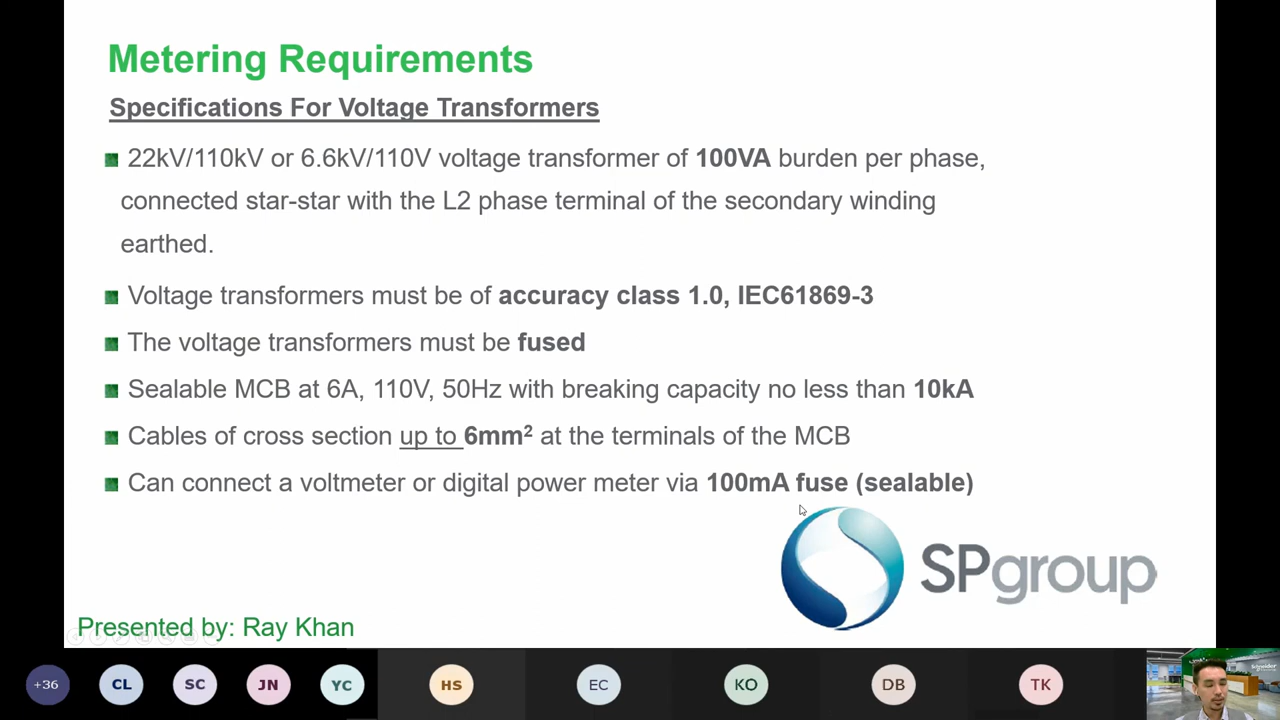 Metering Requirements
Specifications For Voltage Transformers
22kV/110kV or 6.6kV/110V voltage transformer of 100VA burden per phase,
connected star-star with the L2 phase terminal of the secondary winding
earthed.
Voltage transformers must be of accuracy class 1.0, IEC61869-3
The voltage transformers must be fused
Sealable MCB at 6A, 110V, 50Hz with breaking capacity no less than 10kA
Cables of cross section up to 6mm² at the terminals of the MCB
Can connect a voltmeter or digital power meter via 100mA fuse (sealable)
SPgroup
Presented by: Ray Khan
+36 CL SC JN YC HS EC KO DB TK
Schneider